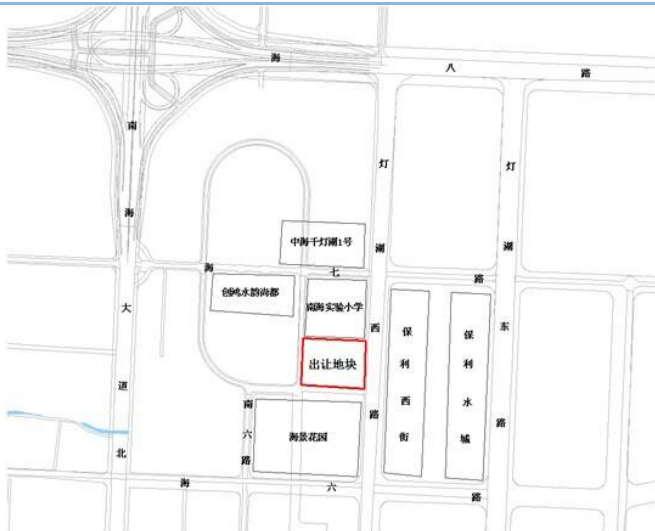 海八路
南海大道北
灯湖西路
灯湖东路
中海千灯湖1号
海七路
创鸿水韵尚都
南海实验小学
出让地块
保利西街
保利水城
南六路
海景花园
海六路